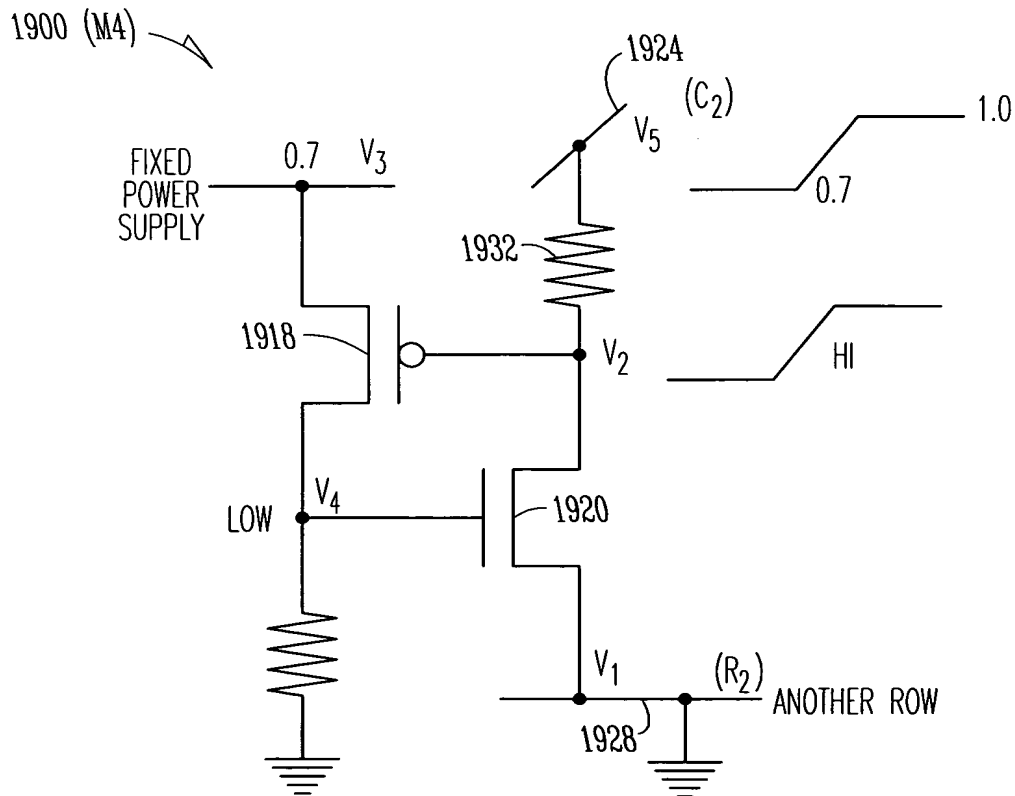 1900 (M4)
1924
(C2)
V5
1.0
0.7
FIXED
POWER
SUPPLY
0.7
V3
1932
1918
V2
HI
LOW
V4
1920
V1
(R2)
ANOTHER ROW
1928